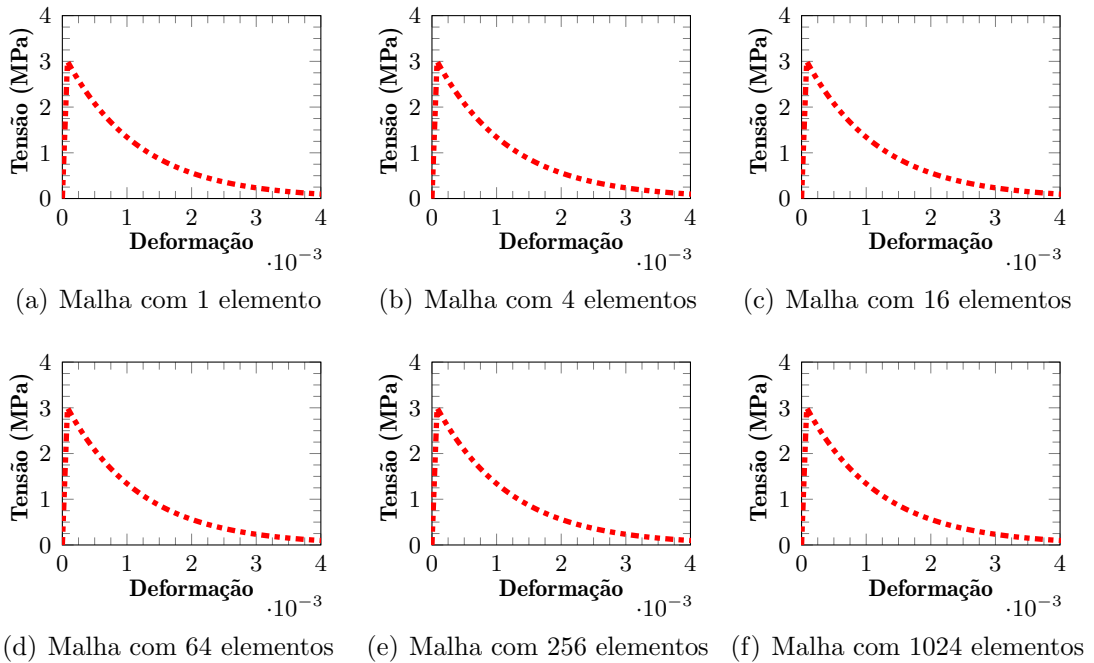 4
3
2
1
0
Tensão (MPa)
0 1 2 3 4
Deformação
·10⁻³
(a) Malha com 1 elemento
4
3
2
1
0
Tensão (MPa)
0 1 2 3 4
Deformação
·10⁻³
(b) Malha com 4 elementos
4
3
2
1
0
Tensão (MPa)
0 1 2 3 4
Deformação
·10⁻³
(c) Malha com 16 elementos
4
3
2
1
0
Tensão (MPa)
0 1 2 3 4
Deformação
·10⁻³
(d) Malha com 64 elementos
4
3
2
1
0
Tensão (MPa)
0 1 2 3 4
Deformação
·10⁻³
(e) Malha com 256 elementos
4
3
2
1
0
Tensão (MPa)
0 1 2 3 4
Deformação
·10⁻³
(f) Malha com 1024 elementos